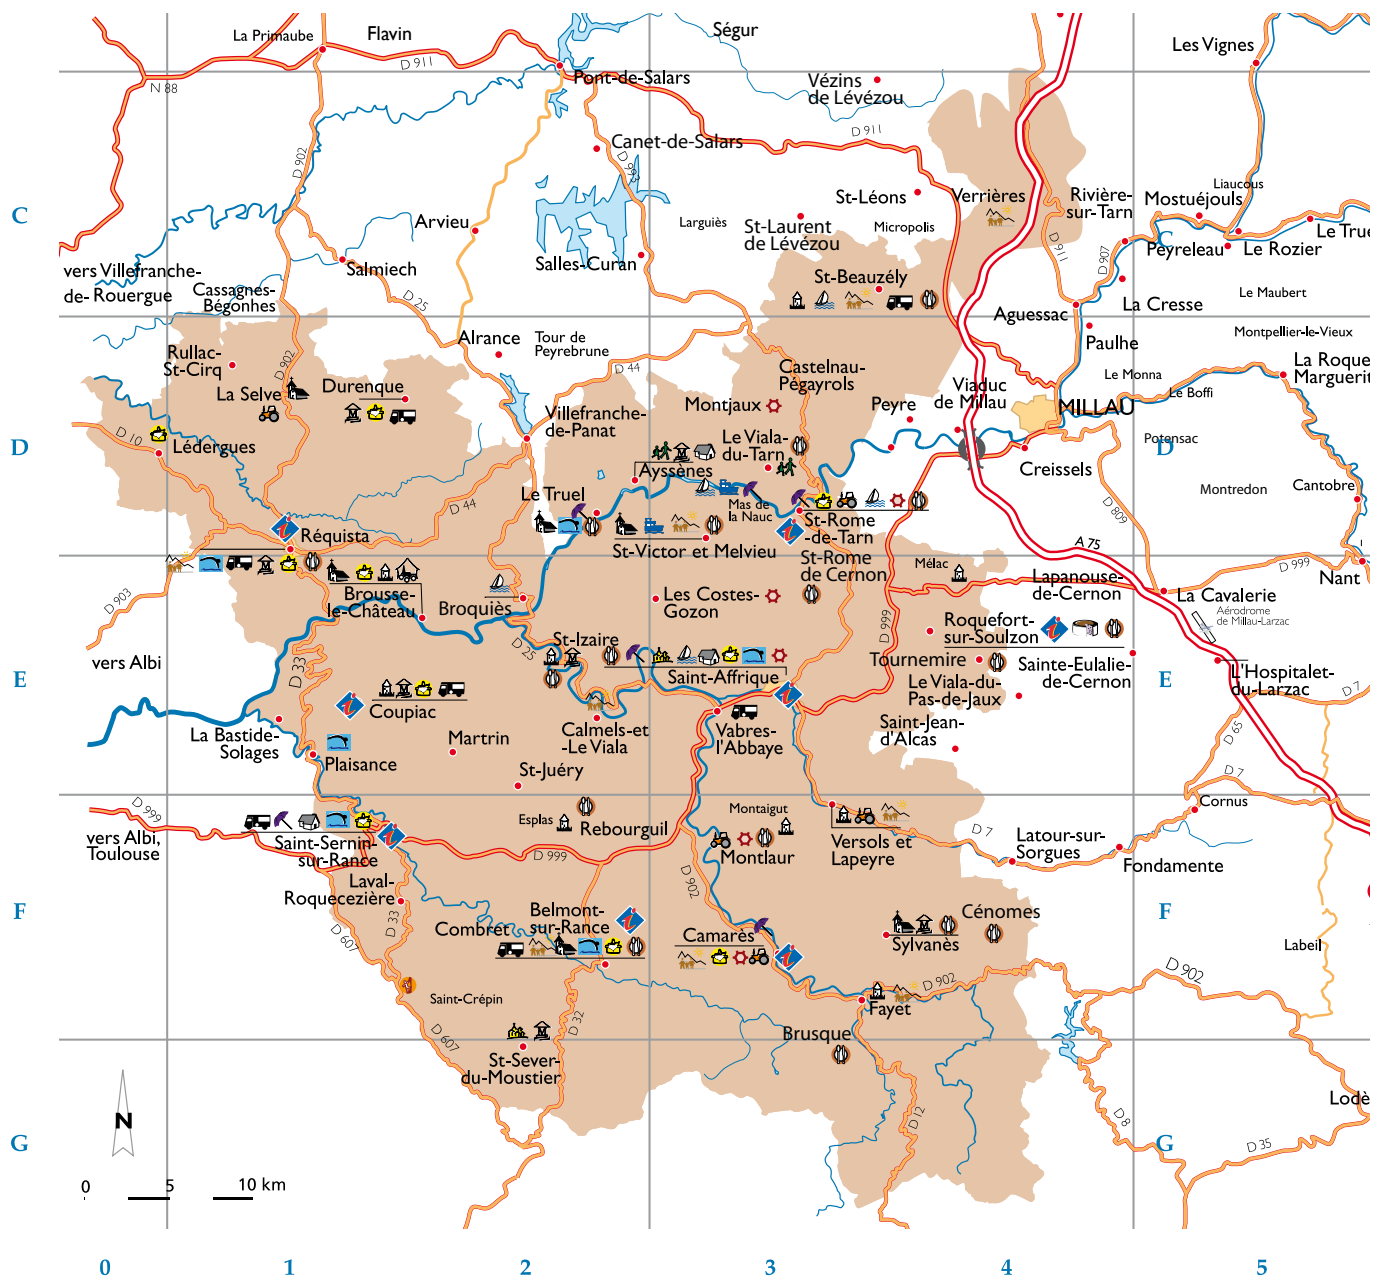 La Primaube
Flavin
Ségur
Les Vignes
D 911
N 88
Pont-de-Salars
Vézins
de Lévézou
D 911
Canet-de-Salars
D 902
D 993
C
Arvieu
Larguiès
St-Léons
Verrières
Rivière-
sur-Tarn
Liaucous
Mostuéjouls
C
St-Laurent
de Lévézou
Micropolis
Peyreleau
Le Rozier
Le True
D 911
D 907
vers Villefranche-
de- Rouergue
Salmiech
Salles-Curan
St-Beauzély
Cassagnes-
Bégonhes
D 25
Aguessac
La Cresse
Le Maubert
Rullac-
St-Cirq
D 902
Alrance
Tour de
Peyrebrune
D 44
Castelnau-
Pégayrols
Paulhe
Montpellier-le-Vieux
La Roque
Marguerit
Le Monna
Le Boffi
La Selve
Durenque
Villefranche-
de-Panat
Montjaux
Peyre
Viaduc
de Millau
MILLAU
D
D 10
Lédergues
Le Viala-
du-Tarn
Ayssènes
Creissels
Potensac
D
D 44
Le Truel
Mas de
la Nauc
St-Rome
-de-Tarn
D 809
Montredon
Cantobre
Réquista
St-Victor et Melvieu
A 75
St-Rome
de Cernon
Mélac
Lapanouse-
de-Cernon
D 999
Nant
D 903
Brousse-
le-Château
Broquiès
Les Costes-
Gozon
La Cavalerie
Aérodrome
de Millau-Larzac
D 999
Roquefort-
sur-Soulzon
D 25
St-Izaire
vers Albi
D 33
Tournemire
Sainte-Eulalie-
de-Cernon
E
Saint-Affrique
Le Viala-du-
Pas-de-Jaux
E
L'Hospitalet-
du-Larzac
D 7
Coupiac
La Bastide-
Solages
Calmels-et
-Le Viala
Vabres-
l'Abbaye
Saint-Jean-
d'Alcas
D 65
Martrin
Plaisance
St-Juéry
D 7
D 999
Esplas
Rebourguil
Montaigut
Cornus
vers Albi,
Toulouse
Saint-Sernin-
sur-Rance
D 999
Montlaur
Versols et
Lapeyre
D 7
Latour-sur-
Sorgues
Fondamente
Laval-
Roquecezière
D 902
F
D 33
Combret
Belmont-
sur-Rance
Camarès
Sylvanès
Cénomes
F
D 607
Labeil
D 902
D 902
Saint-Crépin
Fayet
D 32
D 607
Brusque
St-Sever-
du-Moustier
Lodè
N
D 12
D 8
G
G
D 35
0
5
10 km
0
1
2
3
4
5